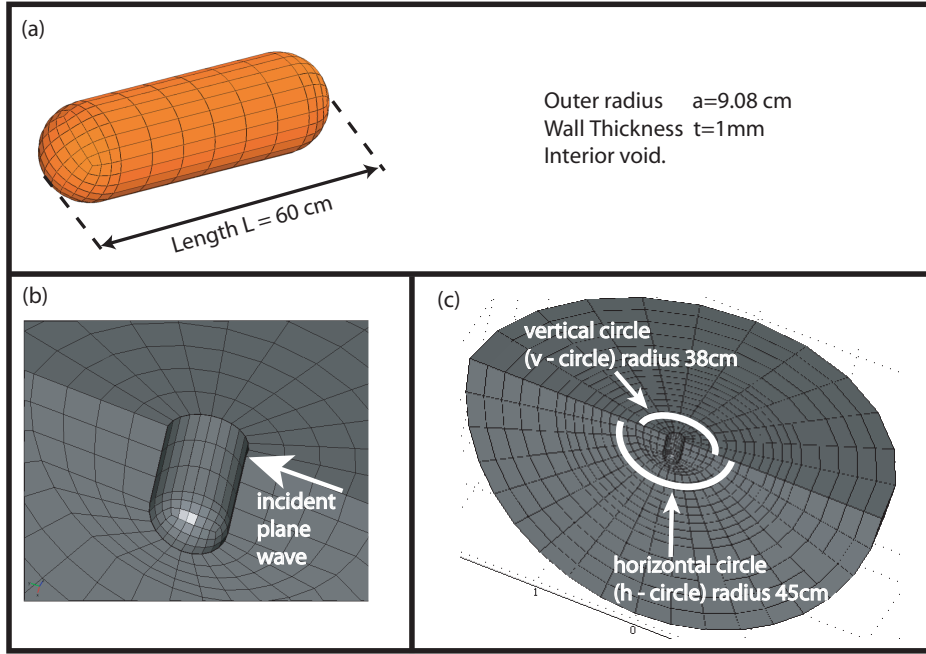 (a)
Outer radius a=9.08 cm
Wall Thickness t=1mm
Interior void.
Length L = 60 cm
(b)
incident
plane
wave
(c)
vertical circle
(v - circle) radius 38cm
horizontal circle
(h - circle) radius 45cm
1
0